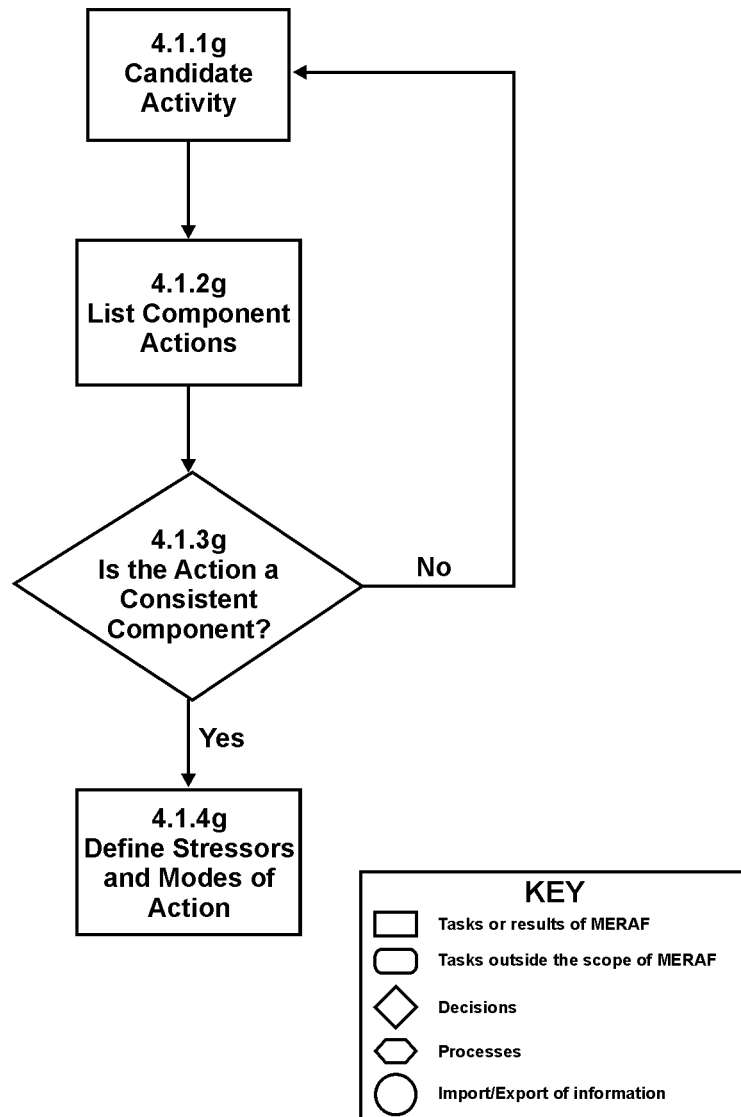 4.1.1g
Candidate
Activity
4.1.2g
List Component
Actions
4.1.3g
Is the Action a
Consistent
Component?
No
Yes
4.1.4g
Define Stressors
and Modes of
Action
KEY
Tasks or results of MERAF
Tasks outside the scope of MERAF
Decisions
Processes
Import/Export of information